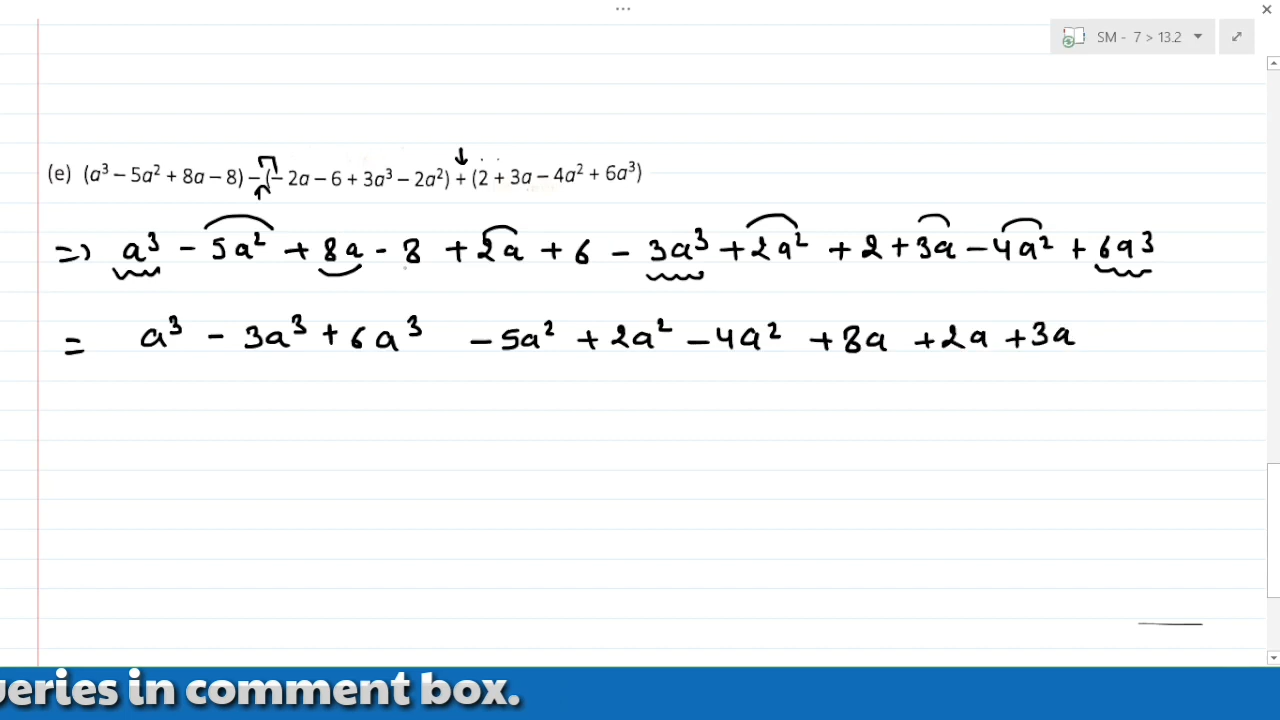 SM - 7 > 13.2
(e) (a³ – 5a² + 8a – 8) – (– 2a – 6 + 3a³ – 2a²) + (2 + 3a – 4a² + 6a³)
=> a³ - 5a² + 8a - 8 + 2a + 6 - 3a³ + 2a² + 2 + 3a - 4a² + 6a³
= a³ - 3a³ + 6a³ - 5a² + 2a² - 4a² + 8a + 2a + 3a
ueries in comment box.